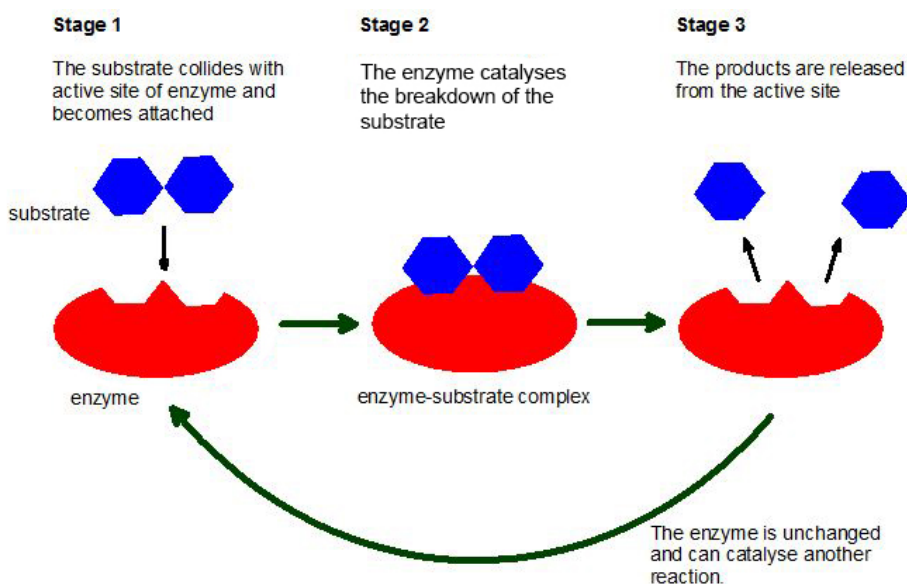 Stage 1
The substrate collides with
active site of enzyme and
becomes attached
Stage 2
The enzyme catalyses
the breakdown of the
substrate
Stage 3
The products are released
from the active site
substrate
enzyme
enzyme-substrate complex
The enzyme is unchanged
and can catalyse another
reaction.